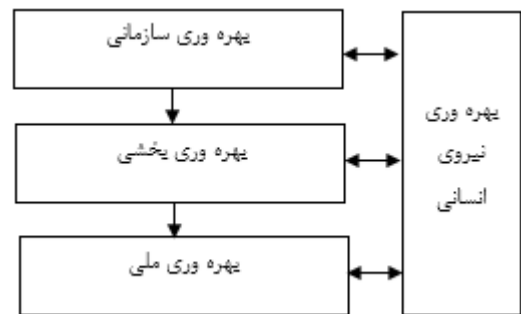 بهره وری سازمانی
بهره وری بخشی
بهره وری ملی
بهره وری
نیروی
انسانی